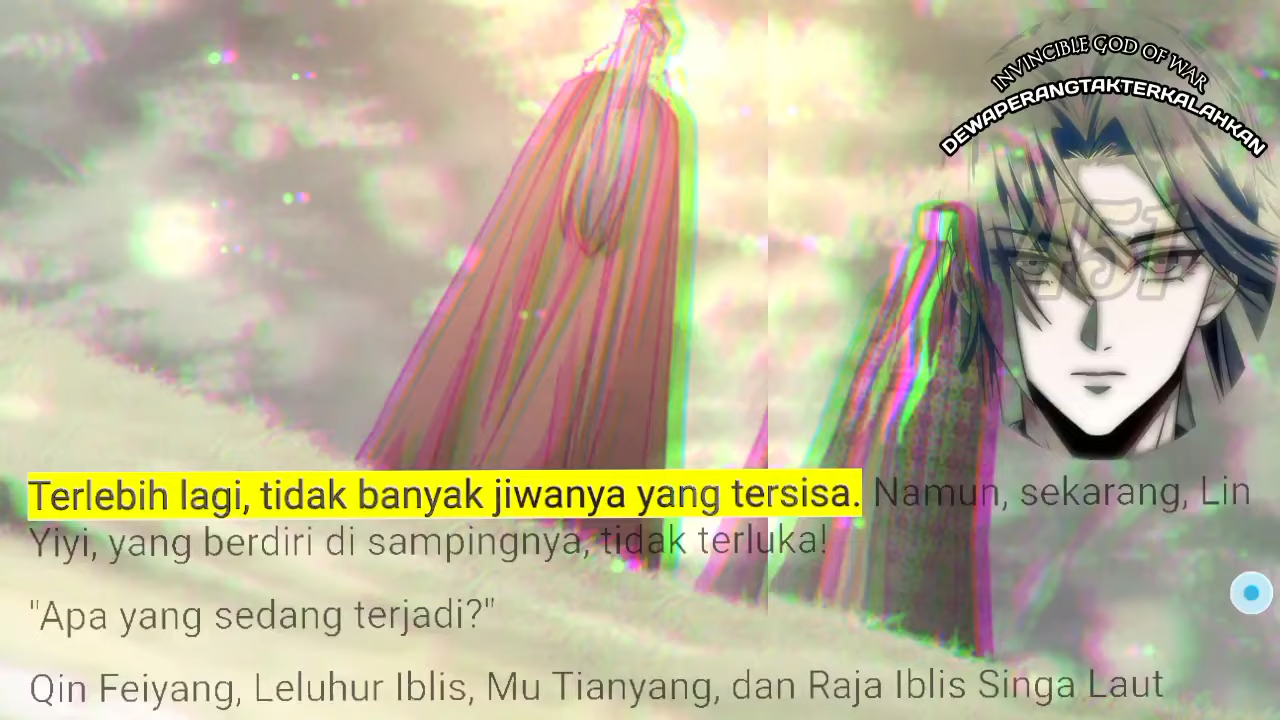 INVINCIBLE GOD OF WAR
DEWAPERANGTAKTERKALAHKAN
Terlebih lagi, tidak banyak jiwanya yang tersisa. Namun, sekarang, Lin
Yiyi, yang berdiri di sampingnya, tidak terluka!
"Apa yang sedang terjadi?"
Qin Feiyang, Leluhur Iblis, Mu Tianyang, dan Raja Iblis Singa Laut